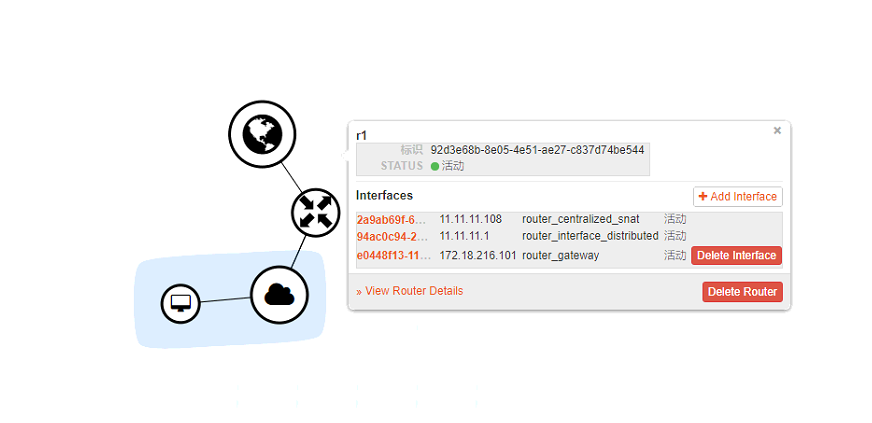 ×
r1
标识 92d3e68b-8e05-4e51-ae27-c837d74be544
STATUS 活动
Interfaces
+ Add Interface
2a9ab69f-6... 11.11.11.108 router_centralized_snat 活动
94ac0c94-2... 11.11.11.1 router_interface_distributed 活动
e0448f13-11... 172.18.216.101 router_gateway 活动 Delete Interface
» View Router Details
Delete Router